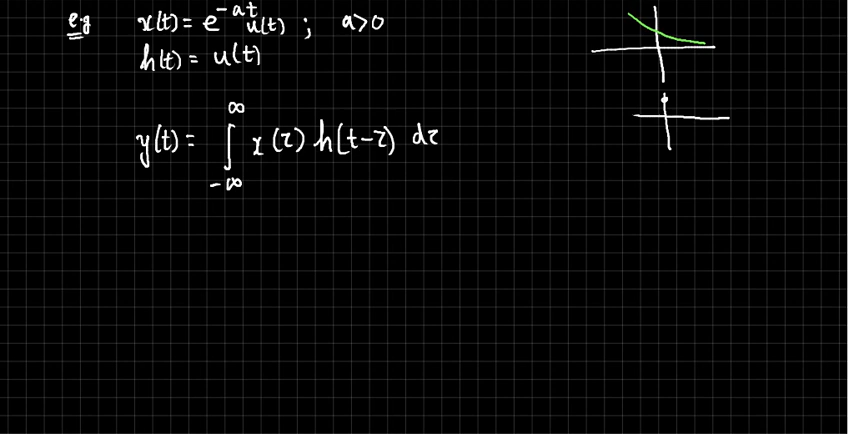 e.g x(t) = e^{-at} u(t) ; a>0
h(t) = u(t)
y(t) = ∫_{-∞}^{∞} x(τ) h(t-τ) dτ